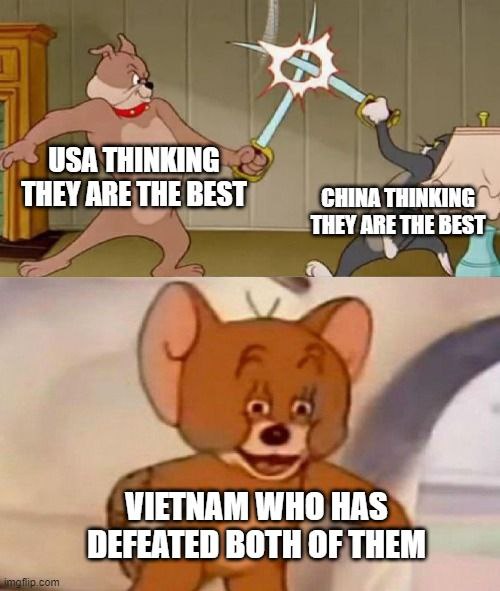 USA THINKING
THEY ARE THE BEST
CHINA THINKING
THEY ARE THE BEST
VIETNAM WHO HAS
DEFEATED BOTH OF THEM
imgflip.com